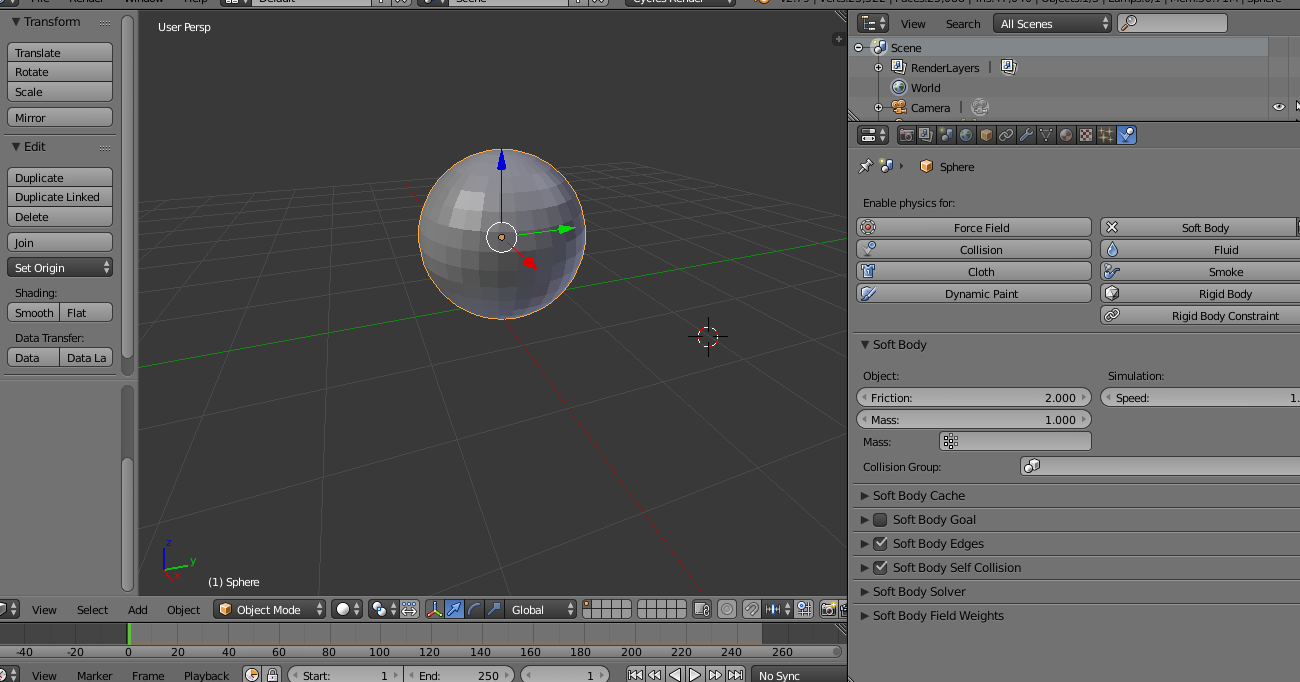 Transform
Translate
Rotate
Scale
Mirror
Edit
Duplicate
Duplicate Linked
Delete
Join
Set Origin
Shading:
Smooth Flat
Data Transfer:
Data Data La
User Persp
z
y
x
(1) Sphere
View Select Add Object Object Mode Global
-40 -20 0 20 40 60 80 100 120 140 160 180 200 220 240 260
View Marker Frame Playback Start: 1 End: 250 1 No Sync
View Search All Scenes
Scene
RenderLayers
World
Camera
Sphere
Enable physics for:
Force Field Soft Body
Collision Fluid
Cloth Smoke
Dynamic Paint Rigid Body
Rigid Body Constraint
Soft Body
Object: Simulation:
Friction: 2.000 Speed: 1.
Mass: 1.000
Mass:
Collision Group:
Soft Body Cache
Soft Body Goal
Soft Body Edges
Soft Body Self Collision
Soft Body Solver
Soft Body Field Weights